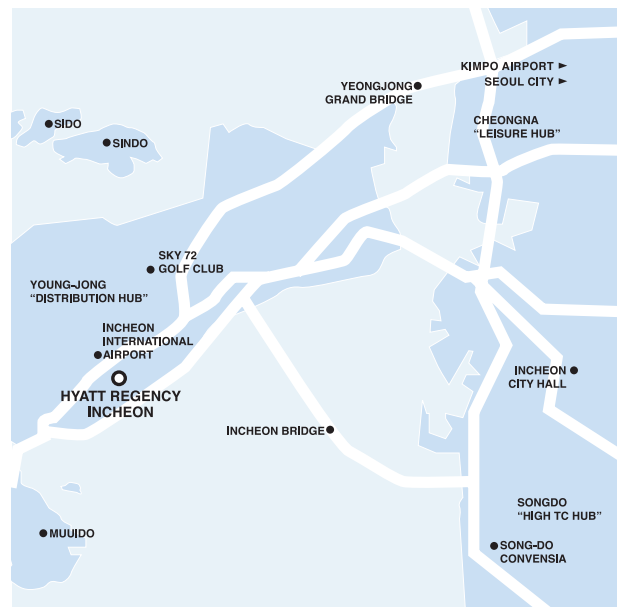 KIMPO AIRPORT ►
SEOUL CITY ►
YEONGJONG
GRAND BRIDGE
CHEONGNA
“LEISURE HUB”
SIDO
SINDO
SKY 72
GOLF CLUB
YOUNG-JONG
“DISTRIBUTION HUB”
INCHEON
INTERNATIONAL
AIRPORT
HYATT REGENCY
INCHEON
INCHEON
CITY HALL
INCHEON BRIDGE
SONGDO
“HIGH TC HUB”
MUUIDO
SONG-DO
CONVENSIA